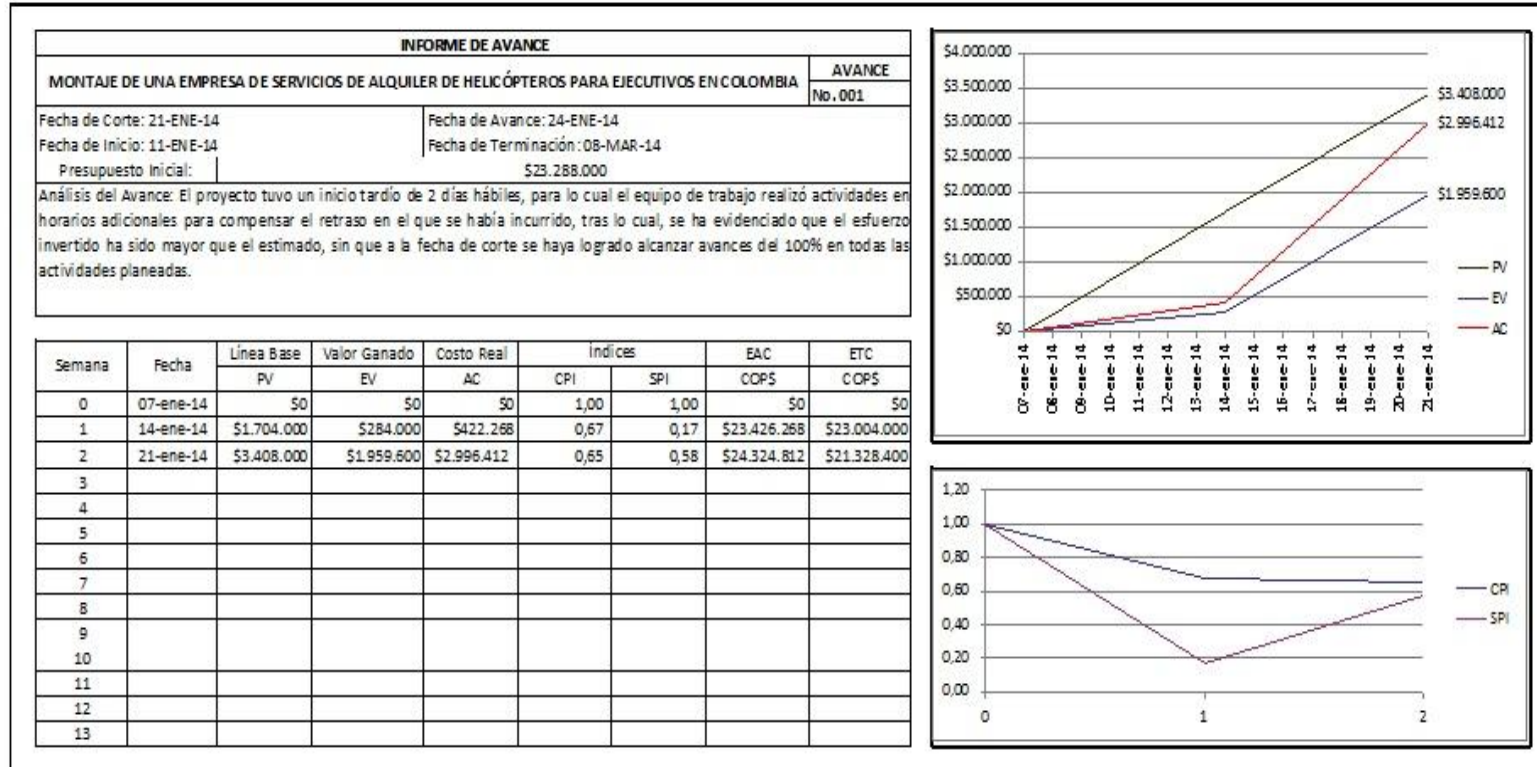 INFORME DE AVANCE
MONTAJE DE UNA EMPRESA DE SERVICIOS DE ALQUILER DE HELICÓPTEROS PARA EJECUTIVOS EN COLOMBIA
AVANCE
No. 001
Fecha de Corte: 21-ENE-14
Fecha de Avance: 24-ENE-14
Fecha de Inicio: 11-ENE-14
Fecha de Terminación: 08-MAR-14
Presupuesto Inicial: $23.288.000
Análisis del Avance: El proyecto tuvo un inicio tardío de 2 días hábiles, para lo cual el equipo de trabajo realizó actividades en
horarios adicionales para compensar el retraso en el que se había incurrido, tras lo cual, se ha evidenciado que el esfuerzo
invertido ha sido mayor que el estimado, sin que a la fecha de corte se haya logrado alcanzar avances del 100% en todas las
actividades planeadas.
Semana Fecha Línea Base Valor Ganado Costo Real Índices EAC ETC
PV EV AC CPI SPI COP$ COP$
0 07-ene-14 $0 $0 $0 1,00 1,00 $0 $0
1 14-ene-14 $1.704.000 $284.000 $422.268 0,67 0,17 $23.426.268 $23.004.000
2 21-ene-14 $3.408.000 $1.959.600 $2.996.412 0,65 0,58 $24.324.812 $21.328.400
3
4
5
6
7
8
9
10
11
12
13
$4.000.000
$3.500.000
$3.000.000
$2.500.000
$2.000.000
$1.500.000
$1.000.000
$500.000
$0
$3.408.000
$2.996.412
$1.959.600
PV
EV
AC
07-ene-14
08-ene-14
09-ene-14
10-ene-14
11-ene-14
12-ene-14
13-ene-14
14-ene-14
15-ene-14
16-ene-14
17-ene-14
18-ene-14
19-ene-14
20-ene-14
21-ene-14
1,20
1,00
0,80
0,60
0,40
0,20
0,00
0 1 2
CPI
SPI